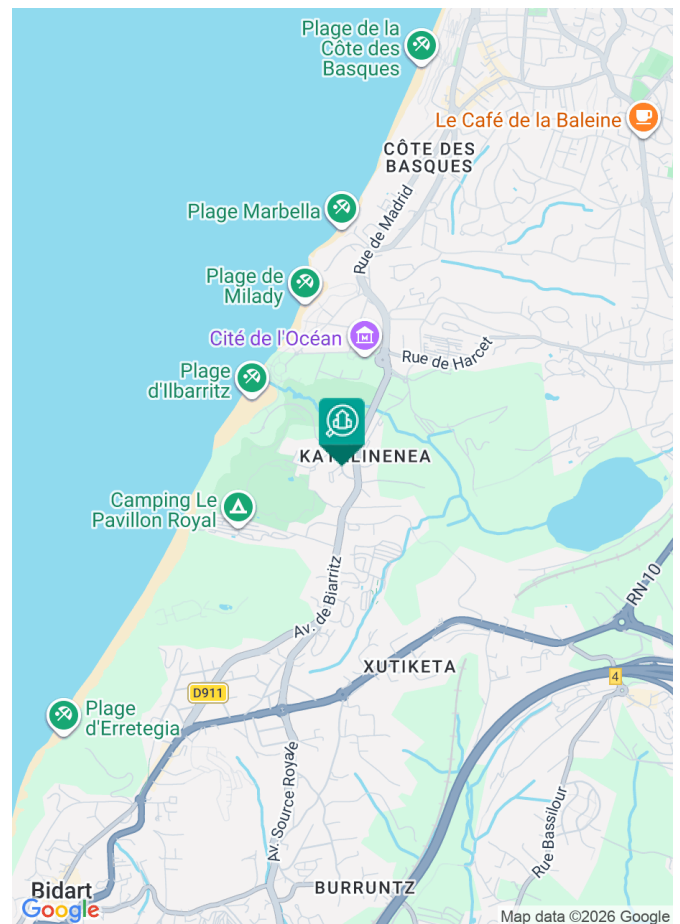 Plage de la
Côte des
Basques
Le Café de la Baleine
CÔTE DES
BASQUES
Plage Marbella
Rue de Madrid
Plage de
Milady
Cité de l'Océan
Rue de Harcet
Plage
d'Ilbarritz
KATALINENEA
Camping Le
Pavillon Royal
RN 10
Av. de Biarritz
XUTIKETA
4
D911
Plage
d'Erretegia
Av. Source Royale
Rue Bassilour
Bidart
BURRUNTZ
Google
Map data ©2026 Google